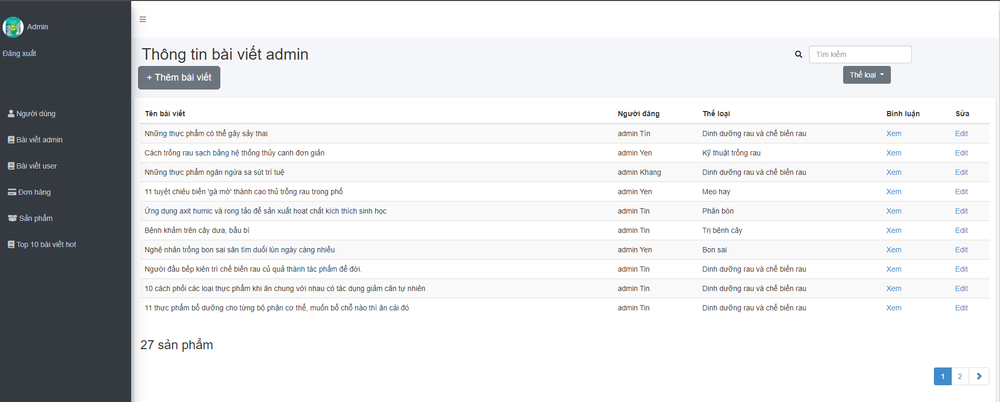 Admin
Đăng xuất
Người dùng
Bài viết admin
Bài viết user
Đơn hàng
Sản phẩm
Top 10 bài viết hot
Thông tin bài viết admin
Tìm kiếm
+ Thêm bài viết
Thể loại
Tên bài viết Người đăng Thể loại Bình luận Sửa
Những thực phẩm có thể gây sảy thai admin Tín Dinh dưỡng rau và chế biến rau Xem Edit
Cách trồng rau sạch bằng hệ thống thủy canh đơn giản admin Yen Kỹ thuật trồng rau Xem Edit
Những thực phẩm ngăn ngừa sa sút trí tuệ admin Khang Dinh dưỡng rau và chế biến rau Xem Edit
11 tuyệt chiêu biến 'gà mờ' thành cao thủ trồng rau trong phố admin Yen Mẹo hay Xem Edit
Ứng dụng axit humic và rong tảo để sản xuất hoạt chất kích thích sinh học admin Tin Phân bón Xem Edit
Bệnh khảm trên cây dưa, bầu bí admin Tin Trị bênh cây Xem Edit
Nghệ nhân trồng bon sai săn tìm duối lùn ngày càng nhiều admin Yen Bon sai Xem Edit
Người đầu bếp kiên trì chế biến rau củ quả thành tác phẩm để đời. admin Tin Dinh dưỡng rau và chế biến rau Xem Edit
10 cách phối các loại thực phẩm khi ăn chung với nhau có tác dụng giảm cân tự nhiên admin Tin Dinh dưỡng rau và chế biến rau Xem Edit
11 thực phẩm bổ dưỡng cho từng bộ phận cơ thể, muốn bổ chỗ nào thì ăn cái đó admin Tin Dinh dưỡng rau và chế biến rau Xem Edit
27 sản phẩm
1 2